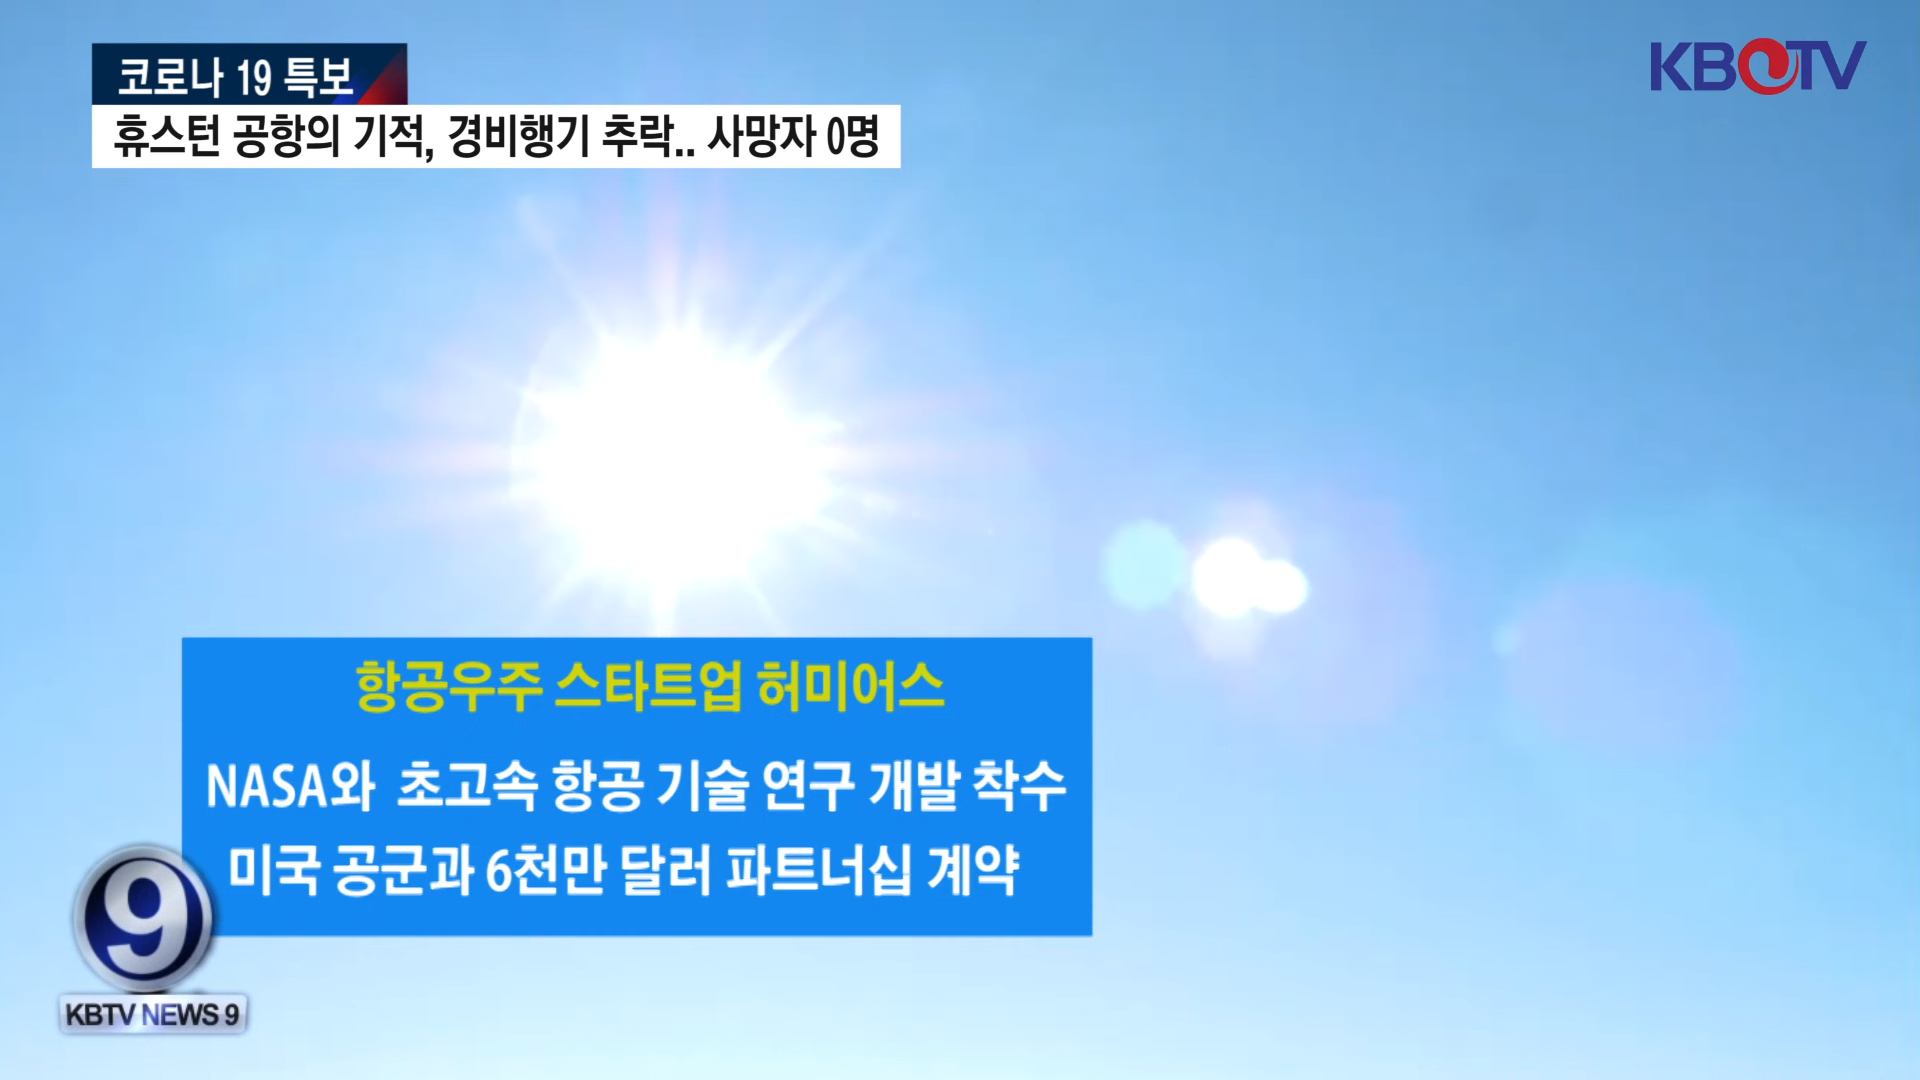 코로나 19 특보
KBTV
휴스턴 공항의 기적, 경비행기 추락.. 사망자 0명
항공우주 스타트업 허미어스
NASA와 초고속 항공 기술 연구 개발 착수
미국 공군과 6천만 달러 파트너십 계약
9
KBTV NEWS 9